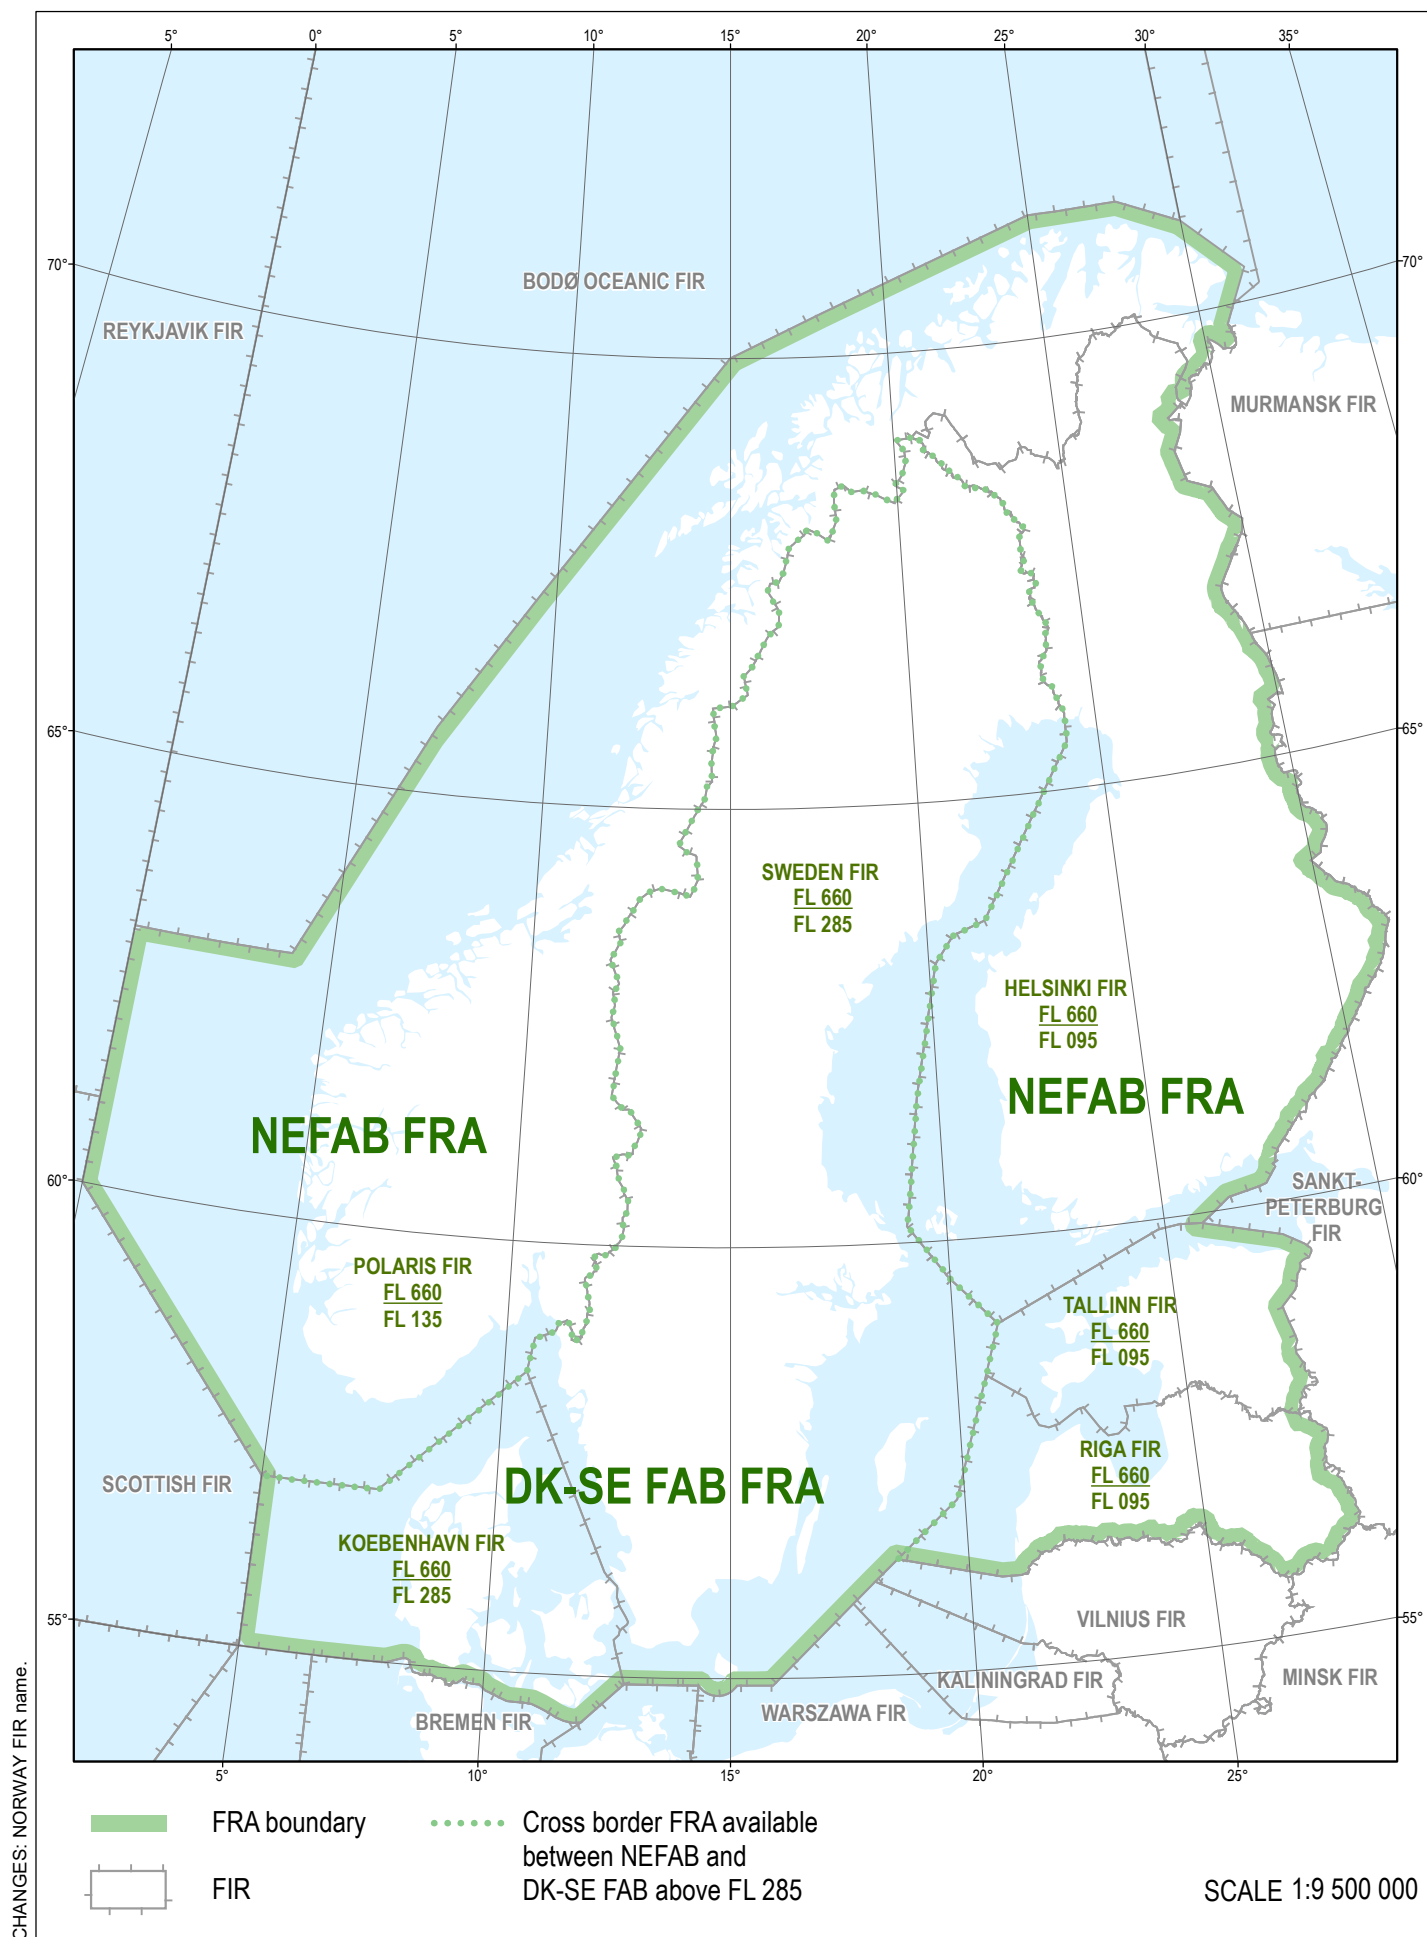 5° 0° 5° 10° 15° 20° 25° 30° 35°
70° 70°
BODØ OCEANIC FIR
REYKJAVIK FIR
MURMANSK FIR
65° 65°
SWEDEN FIR
FL 660
FL 285
HELSINKI FIR
FL 660
FL 095
NEFAB FRA
NEFAB FRA
60° 60°
SANKT-
PETERBURG
FIR
POLARIS FIR
FL 660
FL 135
TALLINN FIR
FL 660
FL 095
RIGA FIR
FL 660
FL 095
SCOTTISH FIR
DK-SE FAB FRA
KOEBENHAVN FIR
FL 660
FL 285
55° 55°
VILNIUS FIR
KALININGRAD FIR
MINSK FIR
WARSZAWA FIR
BREMEN FIR
5° 10° 15° 20° 25°
FRA boundary
FIR
Cross border FRA available
between NEFAB and
DK-SE FAB above FL 285
SCALE 1:9 500 000
CHANGES: NORWAY FIR name.